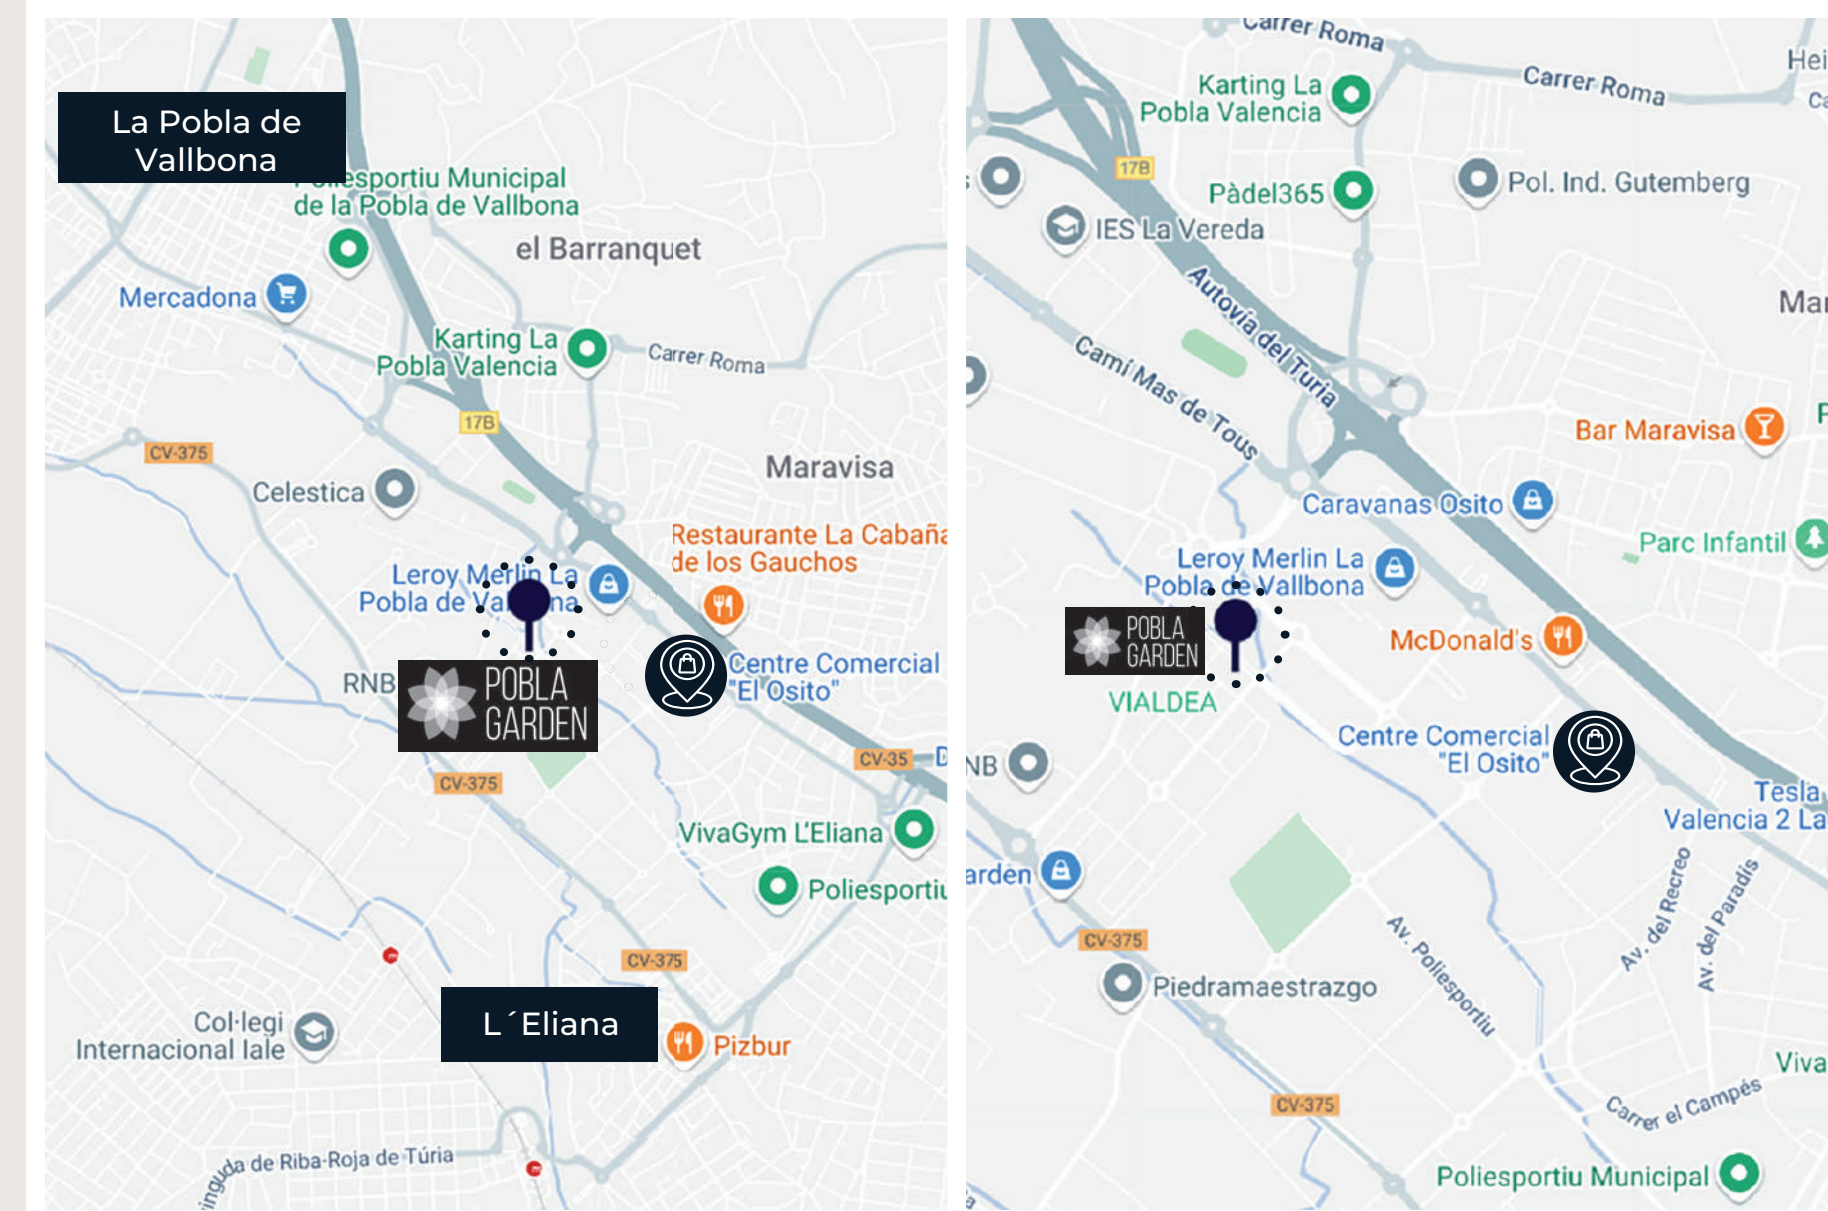 La Pobla de
Vallbona
Poliesportiu Municipal
de la Pobla de Vallbona
el Barranquet
Mercadona
Karting La
Pobla Valencia
Carrer Roma
17B
CV-375
Celestica
Maravisa
Restaurante La Cabaña
de los Gauchos
Leroy Merlin La
Pobla de Vallbona
RNB
POBLA
GARDEN
Centre Comercial
"El Osito"
CV-35
D
CV-375
VivaGym L'Eliana
Poliesportiu
CV-375
L´Eliana
Col·legi
Internacional Iale
Pizbur
inguda de Riba-Roja de Túria
Carrer Roma
Hei
Karting La
Pobla Valencia
Carrer Roma
Ca
17B
Pàdel365
Pol. Ind. Gutemberg
s
IES La Vereda
Autovía del Turia
Mar
Camí Mas de Tous
Bar Maravisa
P
Caravanas Osito
Parc Infantil
Leroy Merlin La
Pobla de Vallbona
POBLA
GARDEN
McDonald's
VIALDEA
Centre Comercial
"El Osito"
NB
Tesla
Valencia 2 La
arden
Av. del Recreo
Av. del Paradis
CV-375
Av. Poliesportiu
Piedramaestrazgo
Viva
CV-375
Carrer el Campés
Poliesportiu Municipal